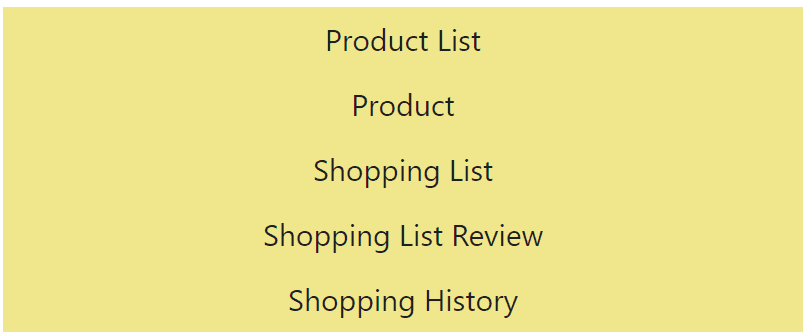 Product List
Product
Shopping List
Shopping List Review
Shopping History